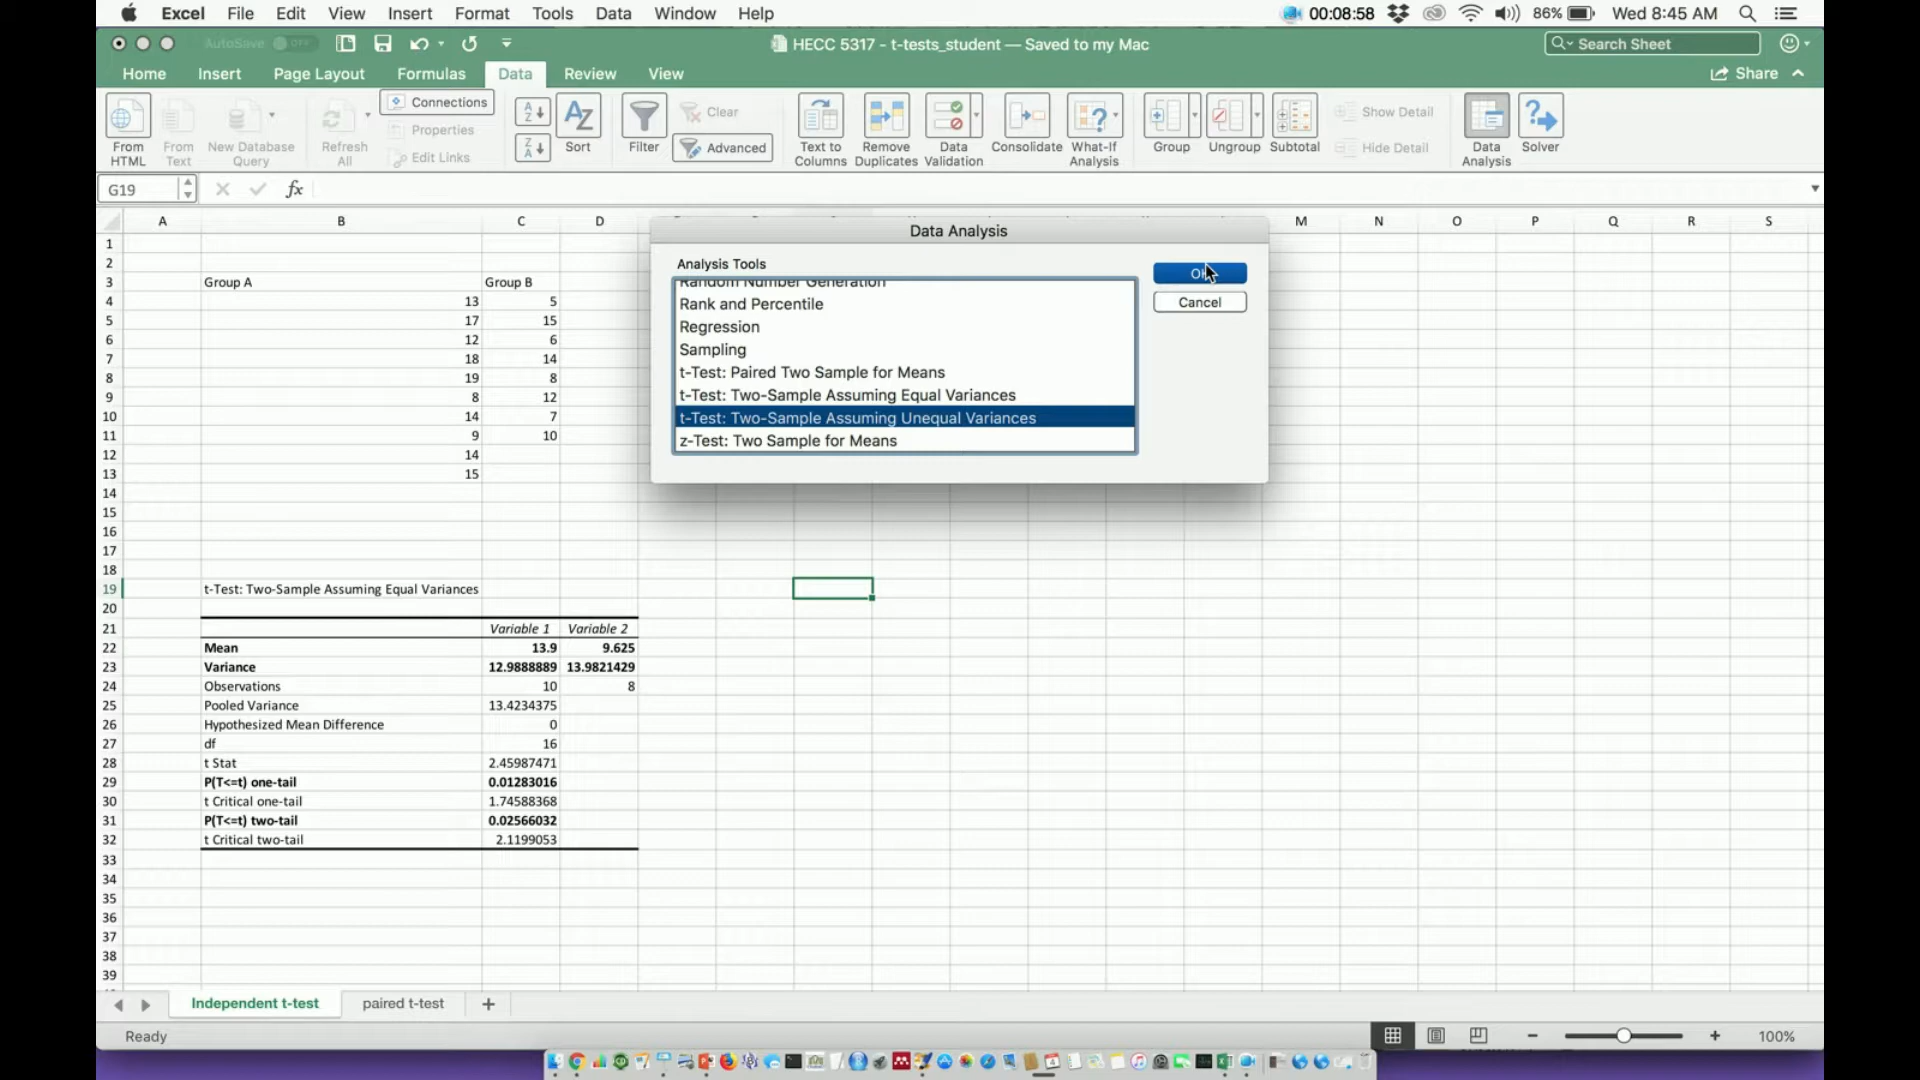 Excel File Edit View Insert Format Tools Data Window Help 00:08:58 86% Wed 8:45 AM
AutoSave OFF HECC 5317 - t-tests_student — Saved to my Mac Search Sheet
Home Insert Page Layout Formulas Data Review View Share
From HTML
From Text
New Database Query
Refresh All
Connections
Properties
Edit Links
Sort
Filter
Clear
Advanced
Text to Columns
Remove Duplicates
Data Validation
Consolidate
What-If Analysis
Group
Ungroup
Subtotal
Show Detail
Hide Detail
Data Analysis
Solver
G19 fx
A B C D M N O P Q R S
Data Analysis
Analysis Tools
Random Number Generation
Rank and Percentile
Regression
Sampling
t-Test: Paired Two Sample for Means
t-Test: Two-Sample Assuming Equal Variances
t-Test: Two-Sample Assuming Unequal Variances
z-Test: Two Sample for Means
OK
Cancel
1
2
3 Group A Group B
4 13 5
5 17 15
6 12 6
7 18 14
8 19 8
9 8 12
10 14 7
11 9 10
12 14
13 15
14
15
16
17
18
19 t-Test: Two-Sample Assuming Equal Variances
20
21 Variable 1 Variable 2
22 Mean 13.9 9.625
23 Variance 12.9888889 13.9821429
24 Observations 10 8
25 Pooled Variance 13.4234375
26 Hypothesized Mean Difference 0
27 df 16
28 t Stat 2.45987471
29 P(T<=t) one-tail 0.01283016
30 t Critical one-tail 1.74588368
31 P(T<=t) two-tail 0.02566032
32 t Critical two-tail 2.1199053
33
34
35
36
37
38
39
Independent t-test paired t-test +
Ready 100%